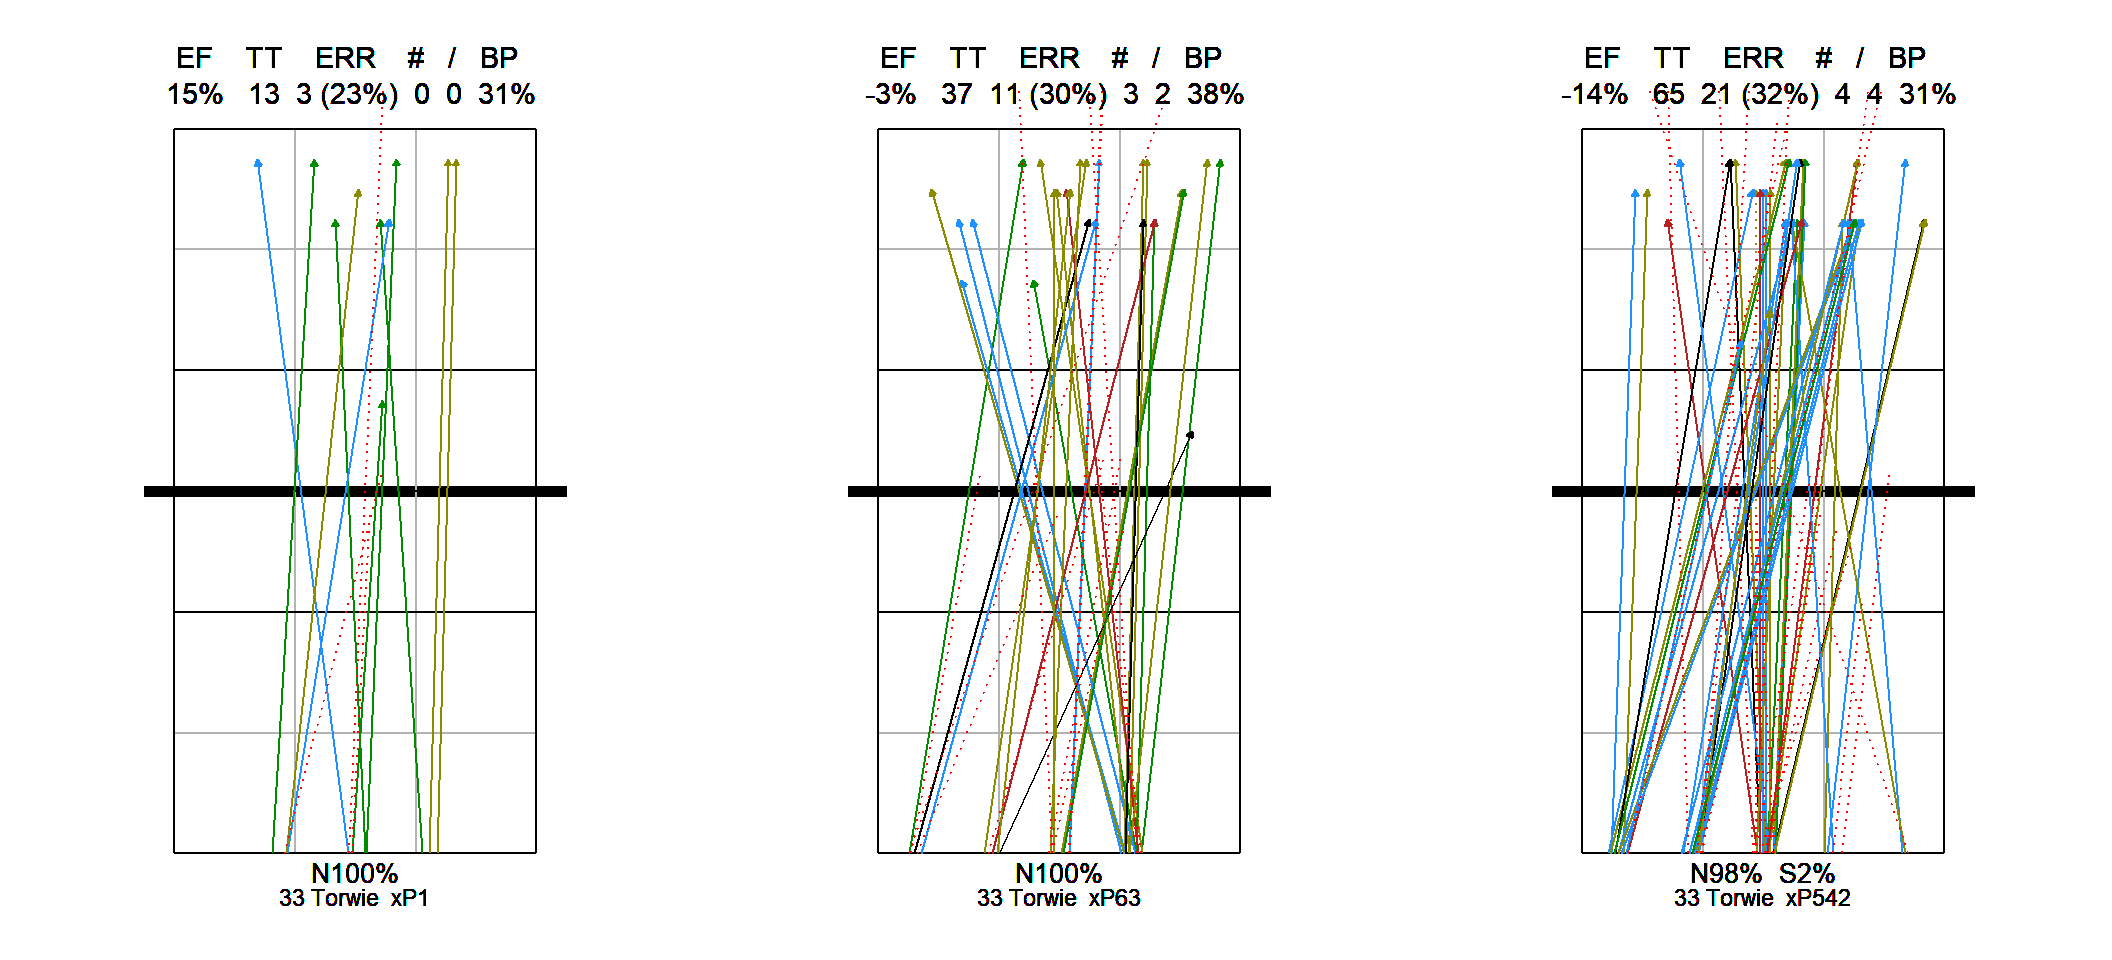 EF TT ERR # / BP
15% 13 3 (23%) 0 0 31%
N100%
33 Torwie xP1
EF TT ERR # / BP
-3% 37 11 (30%) 3 2 38%
N100%
33 Torwie xP63
EF TT ERR # / BP
-14% 65 21 (32%) 4 4 31%
N98% S2%
33 Torwie xP542